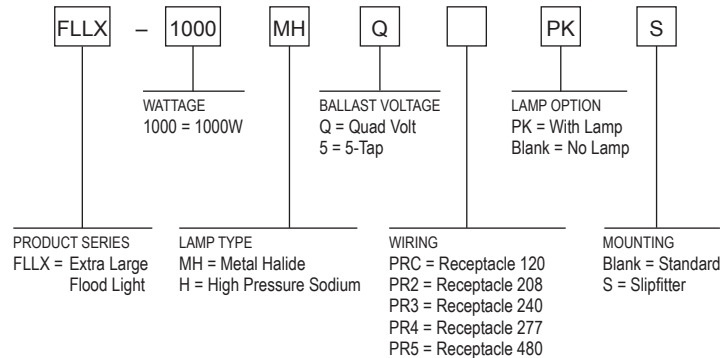 FLLX – 1000 MH Q PK S
WATTAGE
1000 = 1000W
BALLAST VOLTAGE
Q = Quad Volt
5 = 5-Tap
LAMP OPTION
PK = With Lamp
Blank = No Lamp
PRODUCT SERIES
FLLX = Extra Large
Flood Light
LAMP TYPE
MH = Metal Halide
H = High Pressure Sodium
WIRING
PRC = Receptacle 120
PR2 = Receptacle 208
PR3 = Receptacle 240
PR4 = Receptacle 277
PR5 = Receptacle 480
MOUNTING
Blank = Standard
S = Slipfitter